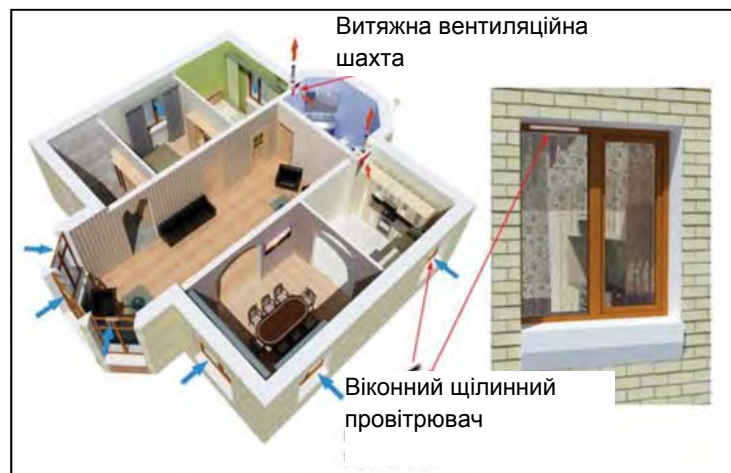 Витяжна вентиляційна
шахта
Віконний щілинний
провітрювач